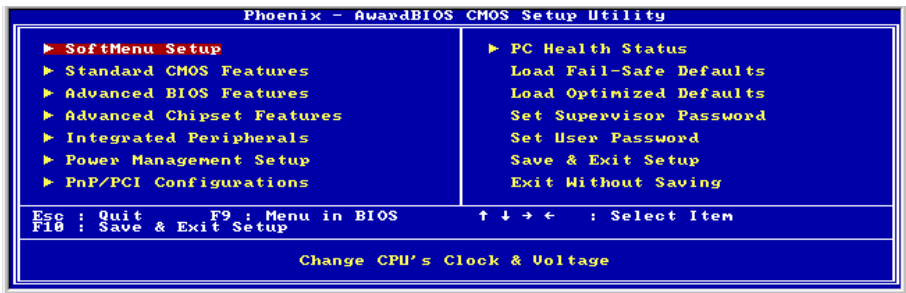 Phoenix - AwardBIOS CMOS Setup Utility
► SoftMenu Setup
► Standard CMOS Features
► Advanced BIOS Features
► Advanced Chipset Features
► Integrated Peripherals
► Power Management Setup
► PnP/PCI Configurations
► PC Health Status
Load Fail-Safe Defaults
Load Optimized Defaults
Set Supervisor Password
Set User Password
Save & Exit Setup
Exit Without Saving
Esc : Quit F9 : Menu in BIOS ↑ ↓ → ← : Select Item
F10 : Save & Exit Setup
Change CPU's Clock & Voltage